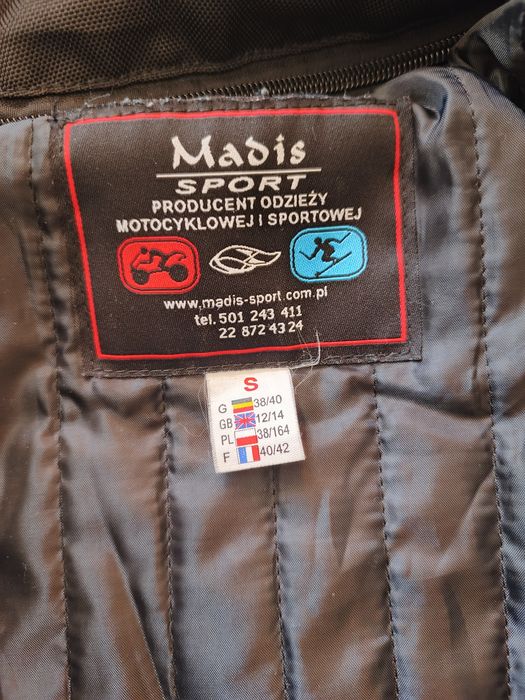 Madis
SPORT
PRODUCENT ODZIEŻY
MOTOCYKLOWEJ I SPORTOWEJ
www.madis-sport.com.pl
tel. 501 243 411
22 872 43 24
S
G 38/40
GB 12/14
PL 38/164
F 40/42